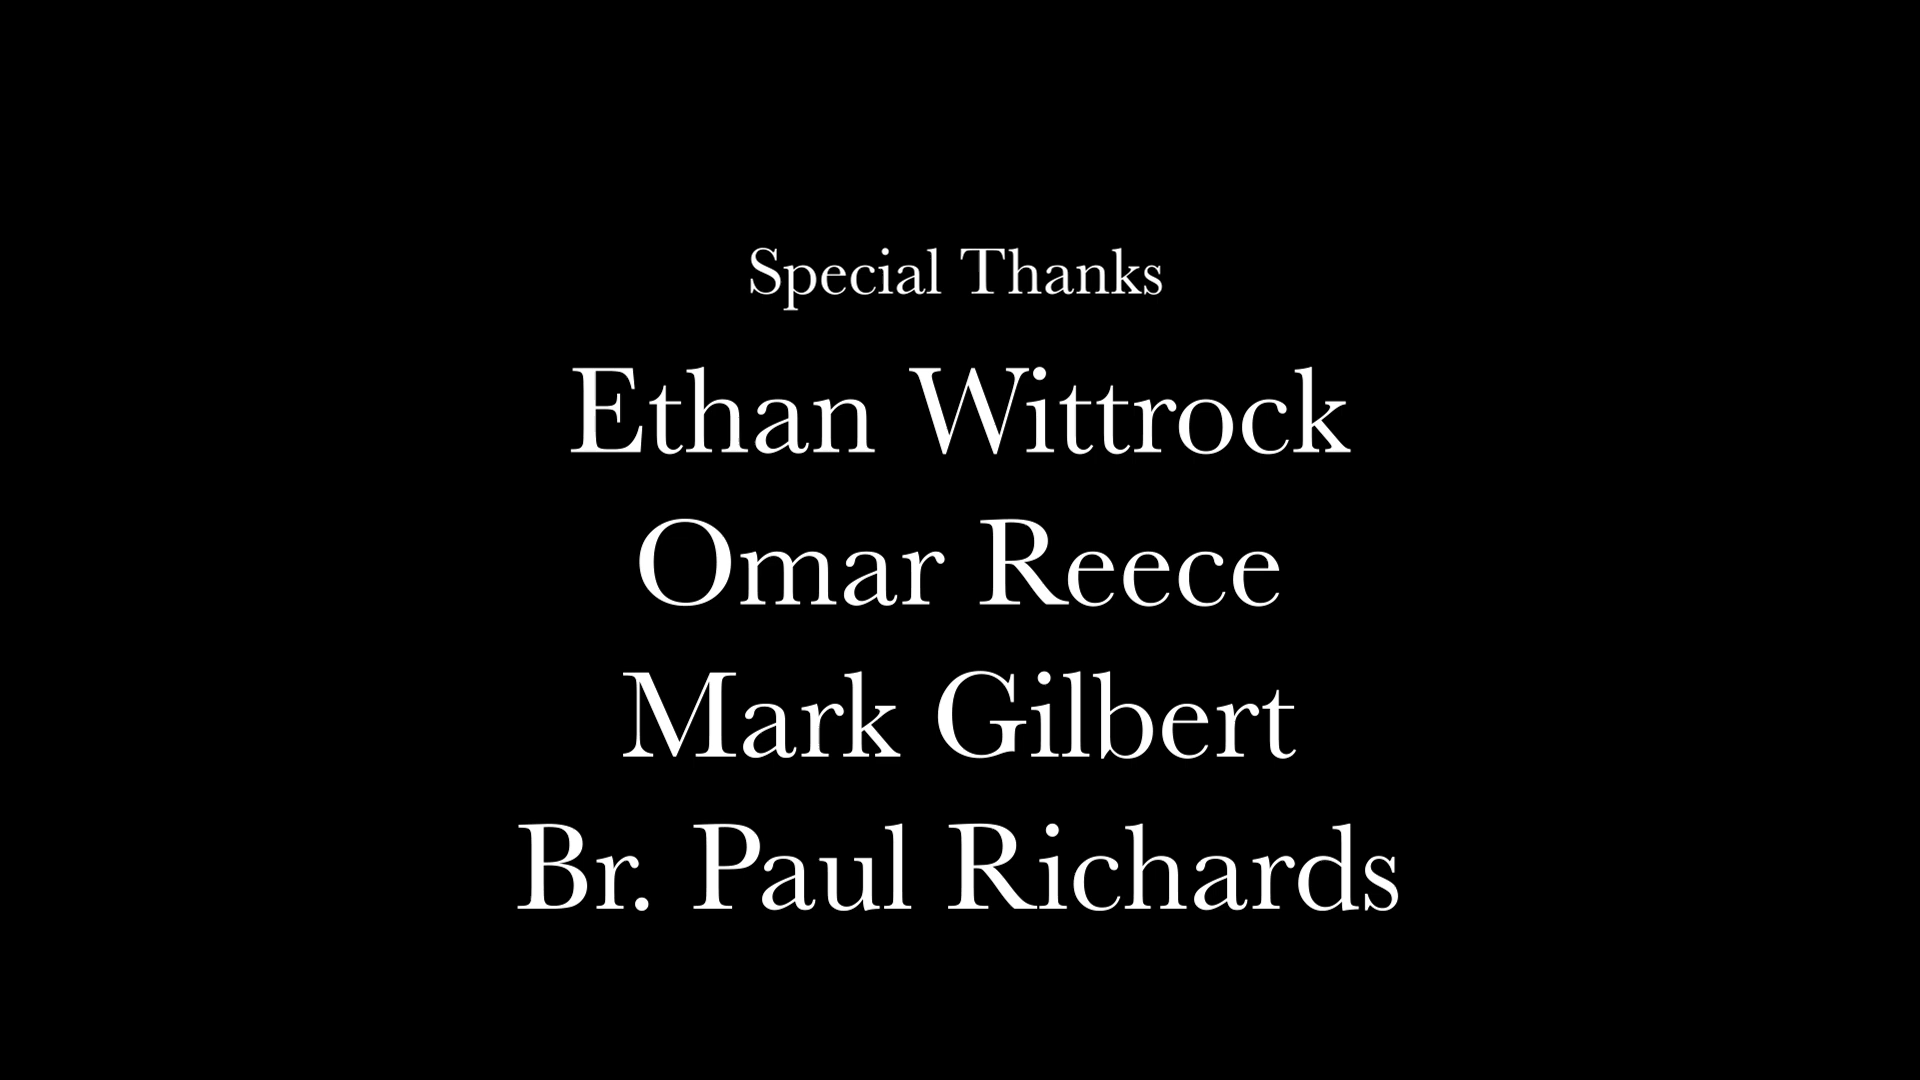 Special Thanks
Ethan Wittrock
Omar Reece
Mark Gilbert
Br. Paul Richards